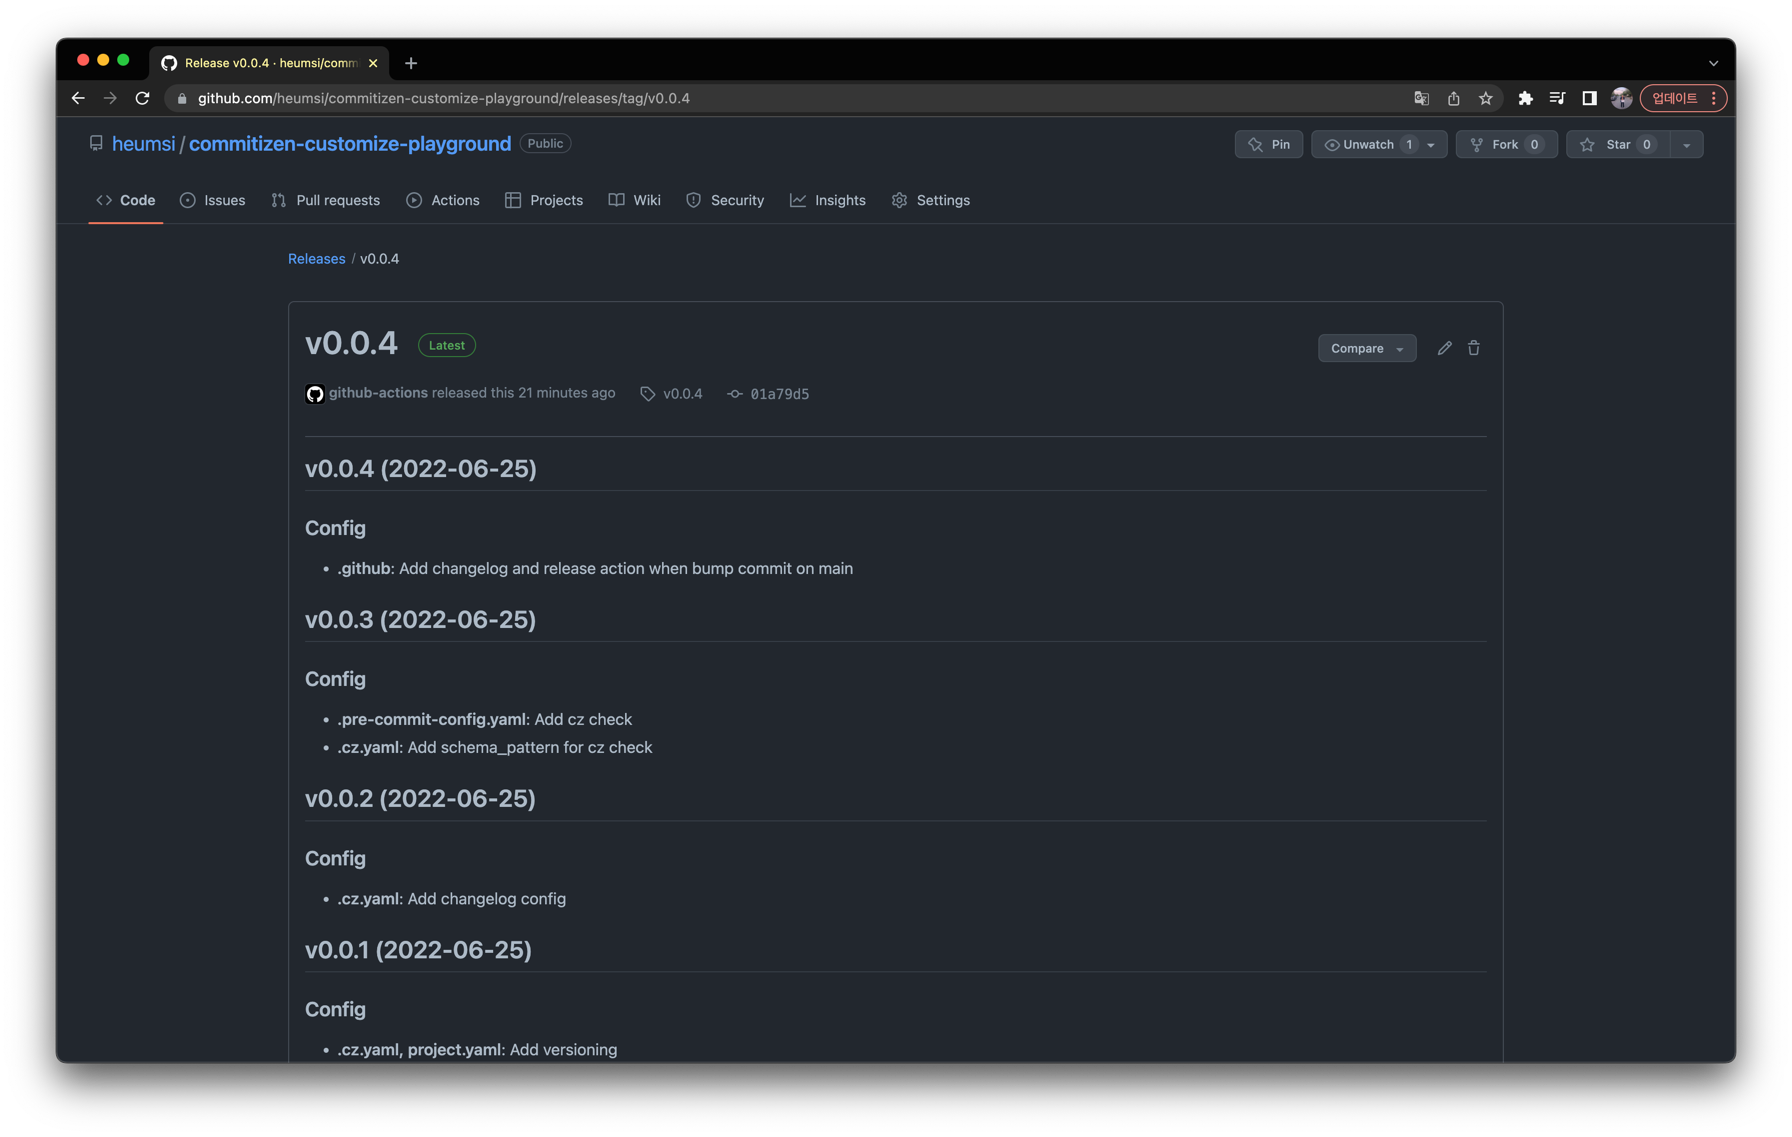 Release v0.0.4 · heumsi/comm
github.com/heumsi/commitizen-customize-playground/releases/tag/v0.0.4
업데이트
heumsi / commitizen-customize-playground Public
Pin
Unwatch 1
Fork 0
Star 0
Code Issues Pull requests Actions Projects Wiki Security Insights Settings
Releases / v0.0.4
v0.0.4 Latest
Compare
github-actions released this 21 minutes ago v0.0.4 01a79d5
v0.0.4 (2022-06-25)
Config
• .github: Add changelog and release action when bump commit on main
v0.0.3 (2022-06-25)
Config
• .pre-commit-config.yaml: Add cz check
• .cz.yaml: Add schema_pattern for cz check
v0.0.2 (2022-06-25)
Config
• .cz.yaml: Add changelog config
v0.0.1 (2022-06-25)
Config
• .cz.yaml, project.yaml: Add versioning